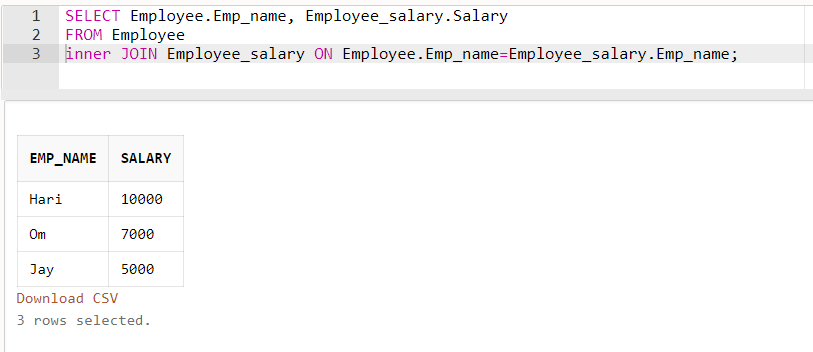 1 SELECT Employee.Emp_name, Employee_salary.Salary
2 FROM Employee
3 inner JOIN Employee_salary ON Employee.Emp_name=Employee_salary.Emp_name;
EMP_NAME SALARY
Hari 10000
Om 7000
Jay 5000
Download CSV
3 rows selected.